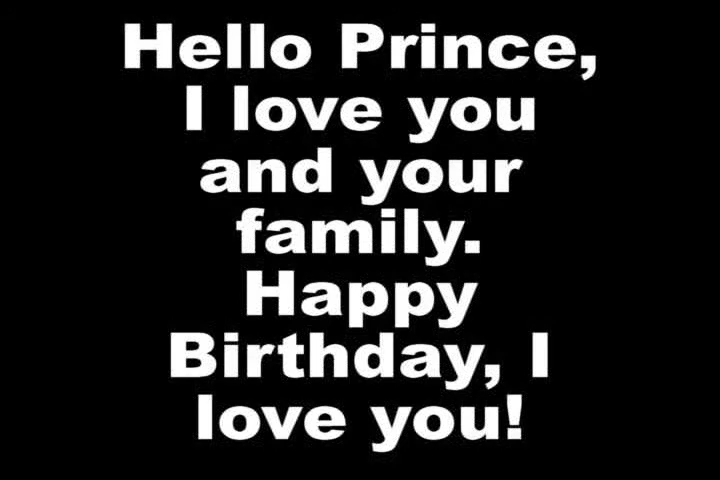 Hello Prince,
I love you
and your
family.
Happy
Birthday, I
love you!